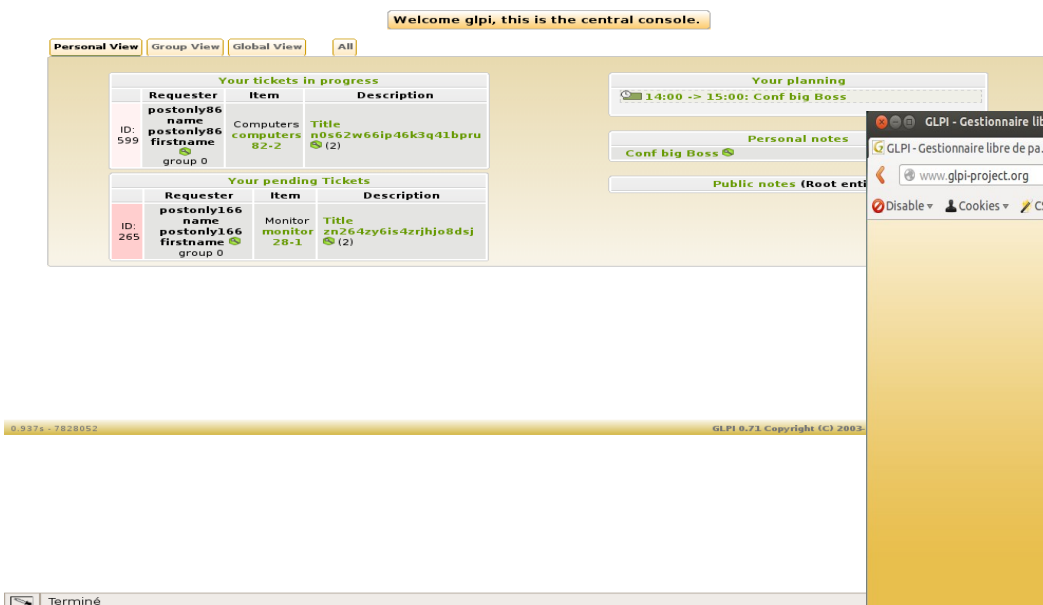 Welcome glpi, this is the central console.
Personal View Group View Global View All
Your tickets in progress
Requester Item Description
ID: 599
postonly86 name
postonly86 firstname
group 0
Computers
computers 82-2
Title
n0s62w66ip46k3q41bpru
(2)
Your pending Tickets
Requester Item Description
ID: 265
postonly166 name
postonly166 firstname
group 0
Monitor
monitor 28-1
Title
zn264zy6is4zrjhjo8dsj
(2)
Your planning
14:00 -> 15:00: Conf big Boss
Personal notes
Conf big Boss
Public notes (Root enti
0.937s - 7828052
GLPI 0.71 Copyright (C) 2003-
Terminé
GLPI - Gestionnaire lib
GLPI - Gestionnaire libre de pa.
www.glpi-project.org
Disable Cookies CS